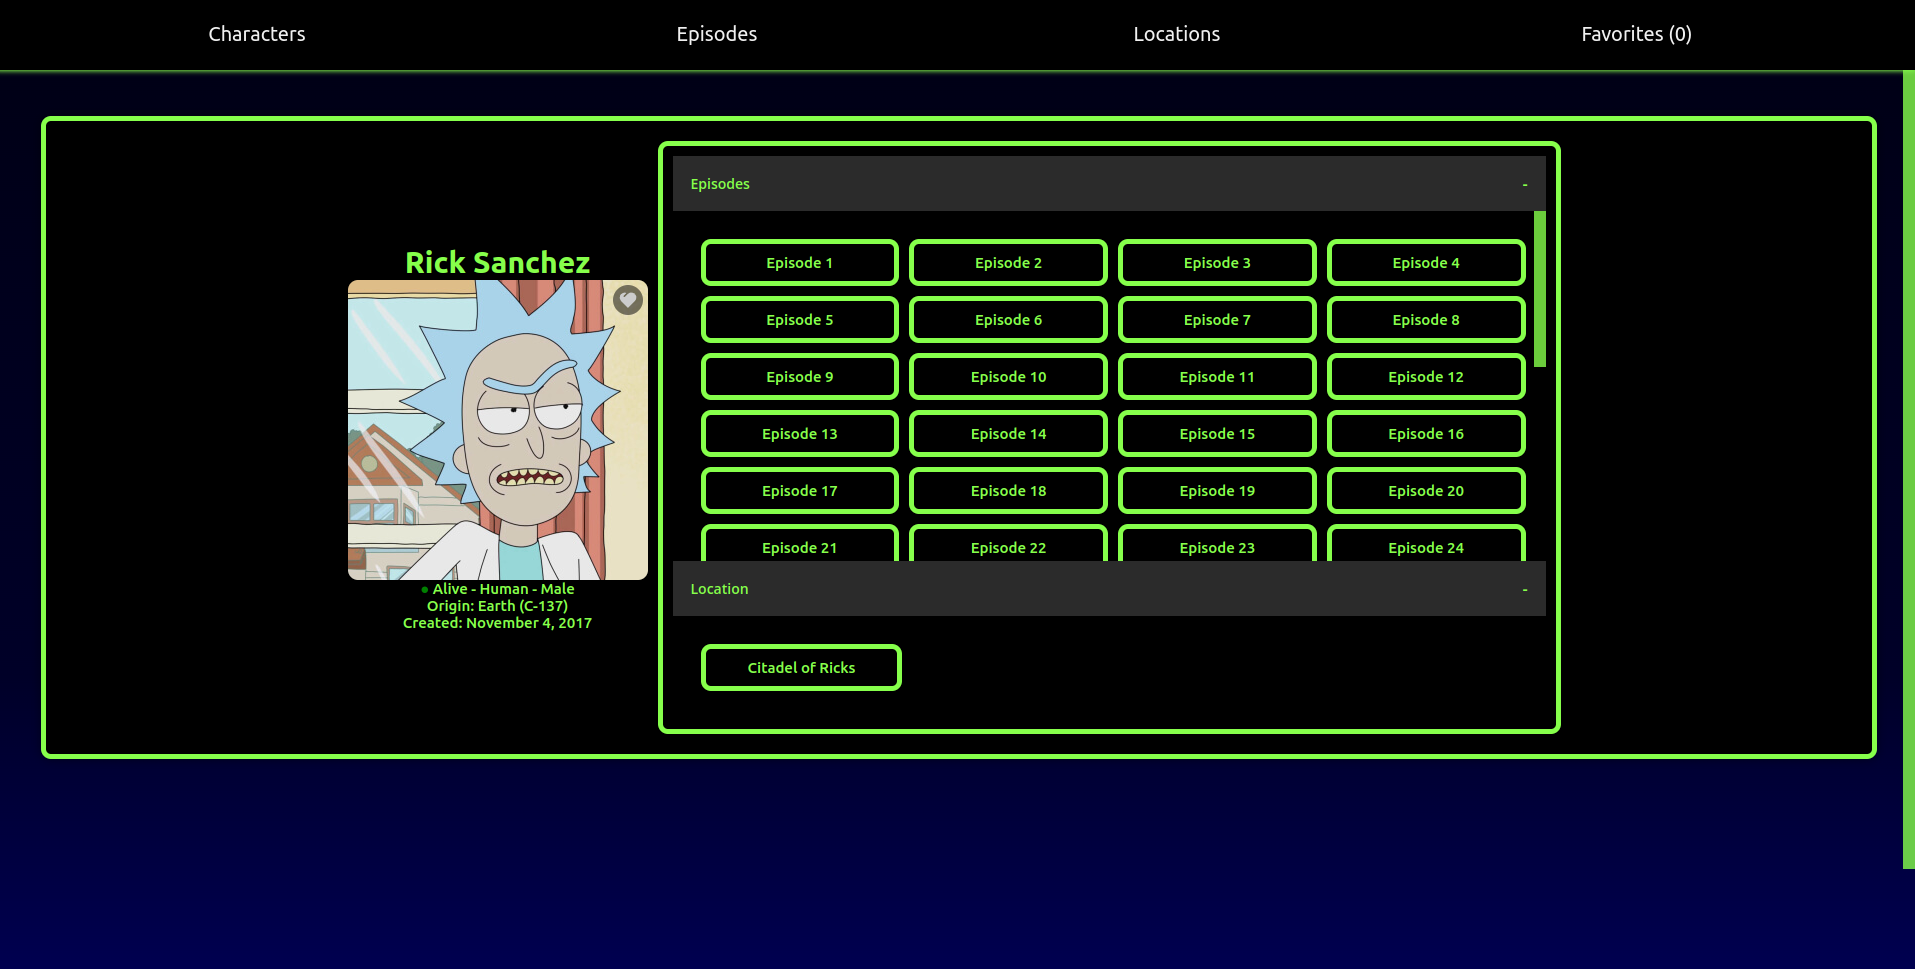 Characters Episodes Locations Favorites (0)
Rick Sanchez
Alive - Human - Male
Origin: Earth (C-137)
Created: November 4, 2017
Episodes -
Episode 1 Episode 2 Episode 3 Episode 4
Episode 5 Episode 6 Episode 7 Episode 8
Episode 9 Episode 10 Episode 11 Episode 12
Episode 13 Episode 14 Episode 15 Episode 16
Episode 17 Episode 18 Episode 19 Episode 20
Episode 21 Episode 22 Episode 23 Episode 24
Location -
Citadel of Ricks